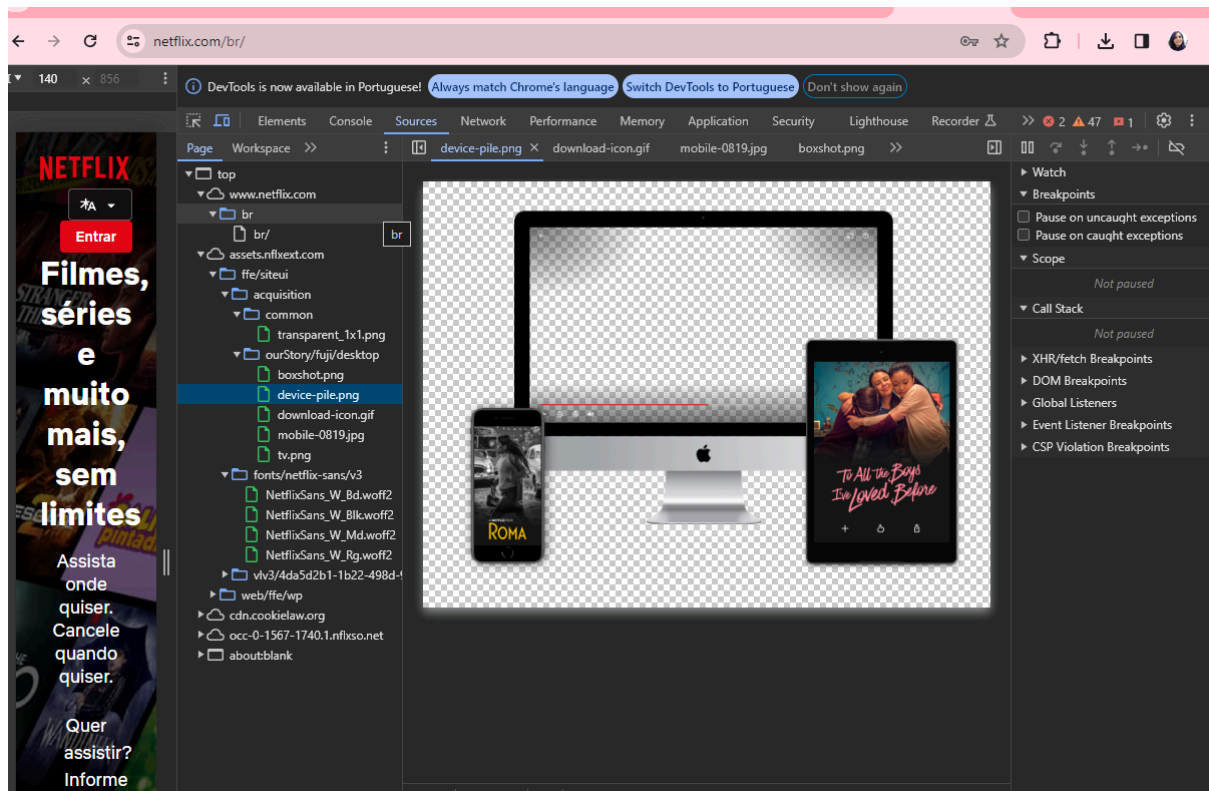 netflix.com/br/
140 × 856
DevTools is now available in Portuguese! Always match Chrome's language Switch DevTools to Portuguese Don't show again
Elements Console Sources Network Performance Memory Application Security Lighthouse Recorder 2 47 1
Page Workspace device-pile.png download-icon.gif mobile-0819.jpg boxshot.png
NETFLIX
Entrar
Filmes,
séries
e
muito
mais,
sem
limites
Assista
onde
quiser.
Cancele
quando
quiser.
Quer
assistir?
Informe
top
www.netflix.com
br
br/
br
assets.nflxext.com
ffe/siteui
acquisition
common
transparent_1x1.png
ourStory/fuji/desktop
boxshot.png
device-pile.png
download-icon.gif
mobile-0819.jpg
tv.png
fonts/netflix-sans/v3
NetflixSans_W_Bd.woff2
NetflixSans_W_Blk.woff2
NetflixSans_W_Md.woff2
NetflixSans_W_Rg.woff2
vlv3/4da5d2b1-1b22-498d-
web/ffe/wp
cdn.cookielaw.org
occ-0-1567-1740.1.nflxso.net
about:blank
ROMA
To All the Boys
I've Loved Before
Watch
Breakpoints
Pause on uncaught exceptions
Pause on caught exceptions
Scope
Not paused
Call Stack
Not paused
XHR/fetch Breakpoints
DOM Breakpoints
Global Listeners
Event Listener Breakpoints
CSP Violation Breakpoints